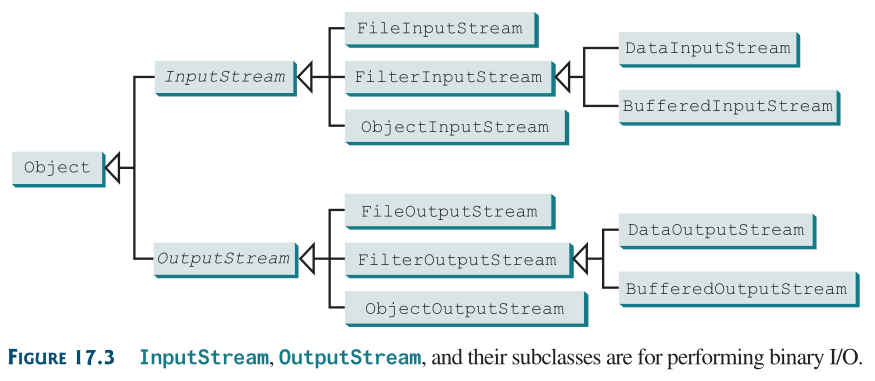 FileInputStream
DataInputStream
InputStream
FilterInputStream
BufferedInputStream
ObjectInputStream
Object
FileOutputStream
DataOutputStream
OutputStream
FilterOutputStream
BufferedOutputStream
ObjectOutputStream
FIGURE 17.3 InputStream, OutputStream, and their subclasses are for performing binary I/O.